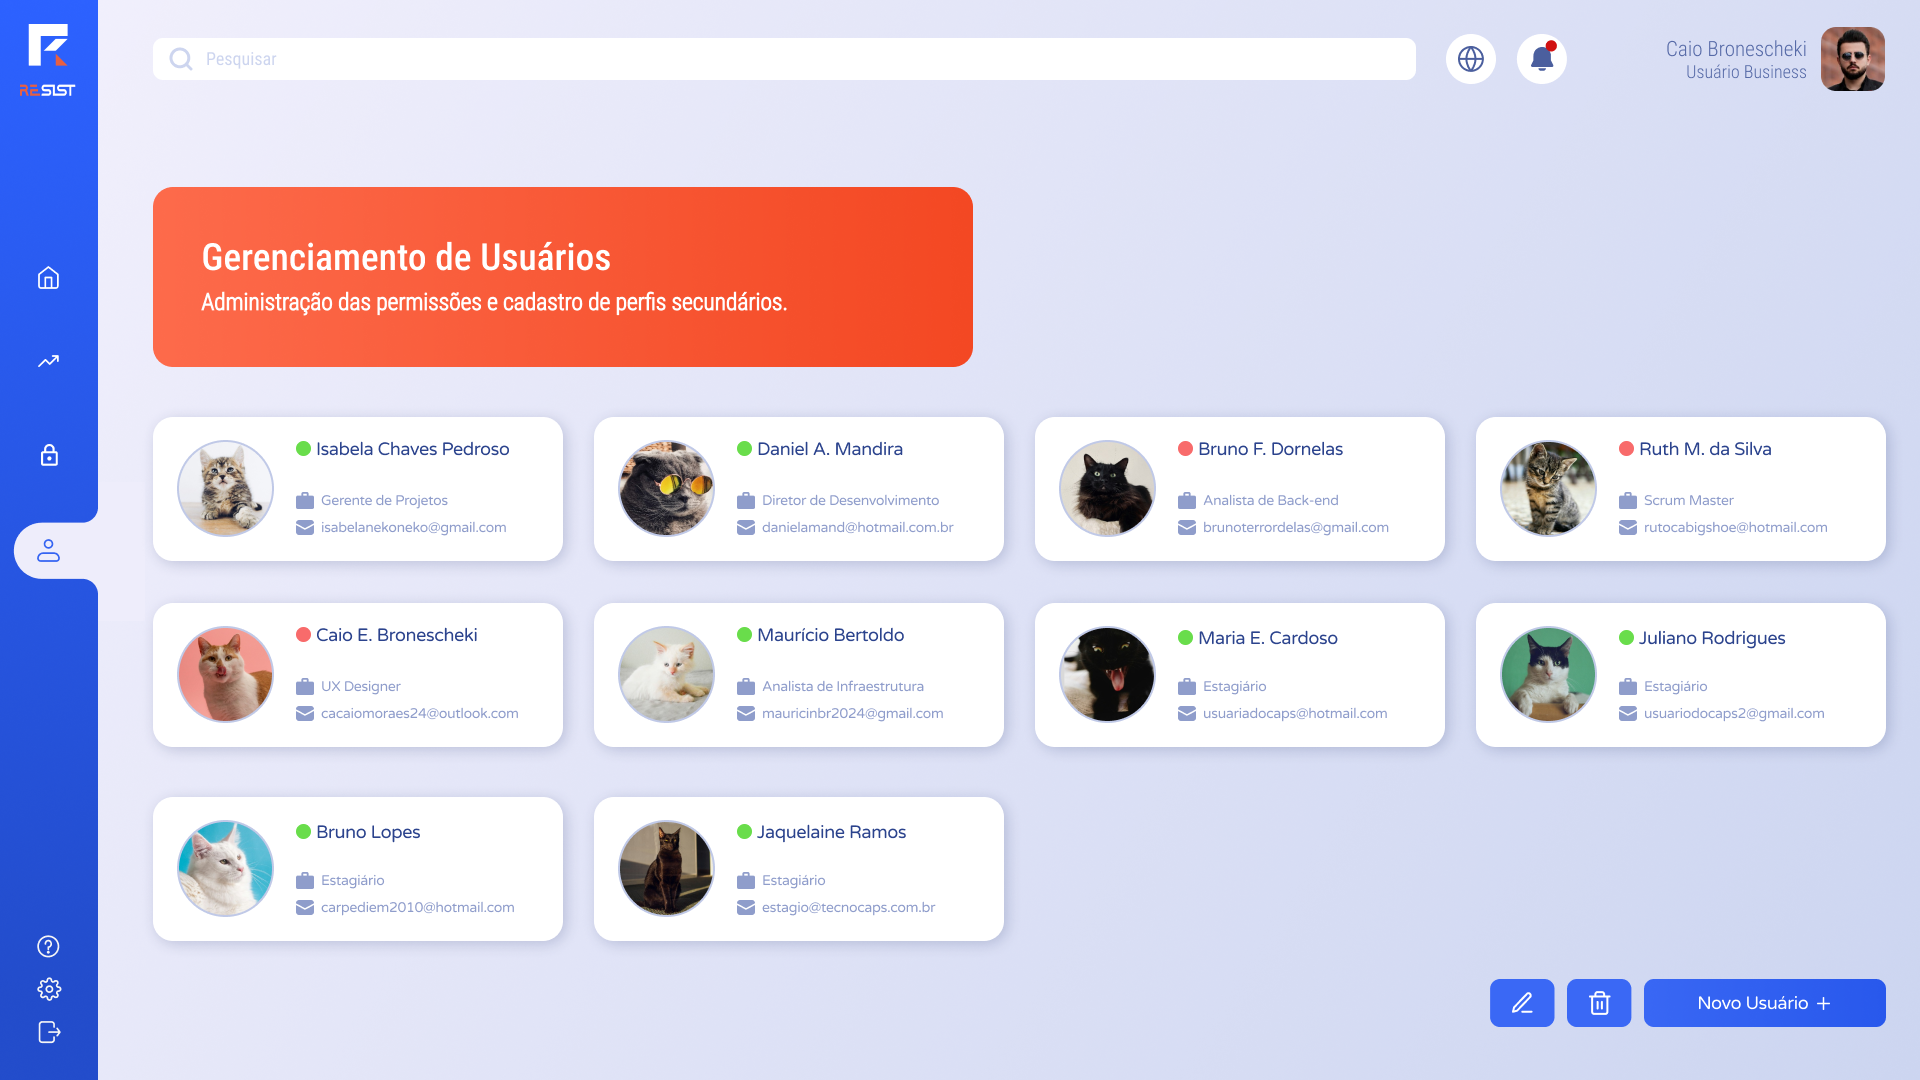 RESIST
Pesquisar
Caio Bronescheki
Usuário Business
Gerenciamento de Usuários
Administração das permissões e cadastro de perfis secundários.
Isabela Chaves Pedroso
Gerente de Projetos
isabelanekoneko@gmail.com
Daniel A. Mandira
Diretor de Desenvolvimento
danielamand@hotmail.com.br
Bruno F. Dornelas
Analista de Back-end
brunoterrordelas@gmail.com
Ruth M. da Silva
Scrum Master
rutocabigshoe@hotmail.com
Caio E. Bronescheki
UX Designer
cacaiomoraes24@outlook.com
Maurício Bertoldo
Analista de Infraestrutura
mauricinbr2024@gmail.com
Maria E. Cardoso
Estagiário
usuariadocaps@hotmail.com
Juliano Rodrigues
Estagiário
usuariodocaps2@gmail.com
Bruno Lopes
Estagiário
carpediem2010@hotmail.com
Jaquelaine Ramos
Estagiário
estagio@tecnocaps.com.br
Novo Usuário +